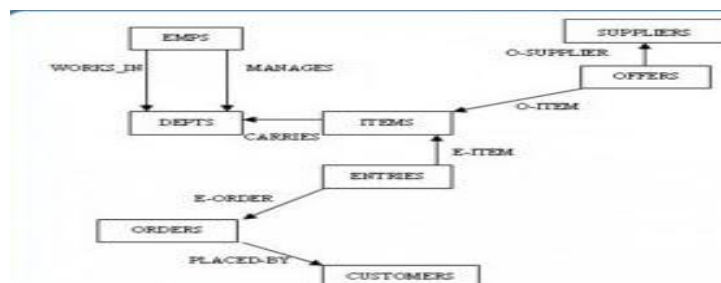 SUPPLIERS
EMPS
O-SUPPLIER
WORKS_IN
MANAGES
OFFERS
O-ITEM
DEPTS
ITEMS
CARRIES
E-ITEM
ENTRIES
E-ORDER
ORDERS
PLACED-BY
CUSTOMERS